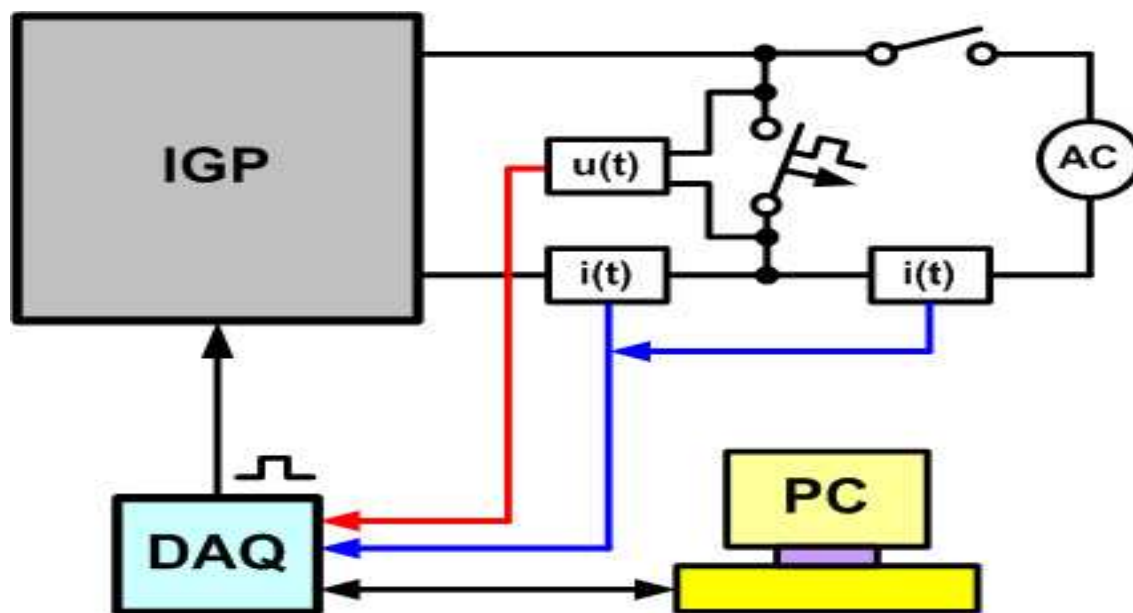 IGP
u(t)
AC
i(t)
i(t)
PC
DAQ